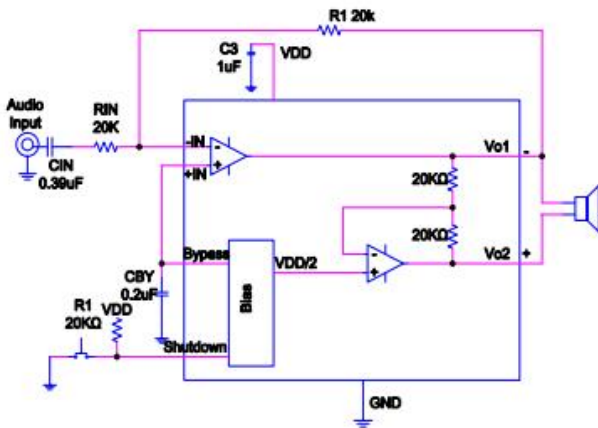 R1 20k
C3
1uF
VDD
Audio
Input
RIN
20K
CIN
0.39uF
-IN
+IN
-
+
Vo1
-
20KΩ
20KΩ
Vo2
+
-
+
Bypass
VDD/2
Bias
CBY
0.2uF
R1
20KΩ
VDD
Shutdown
GND